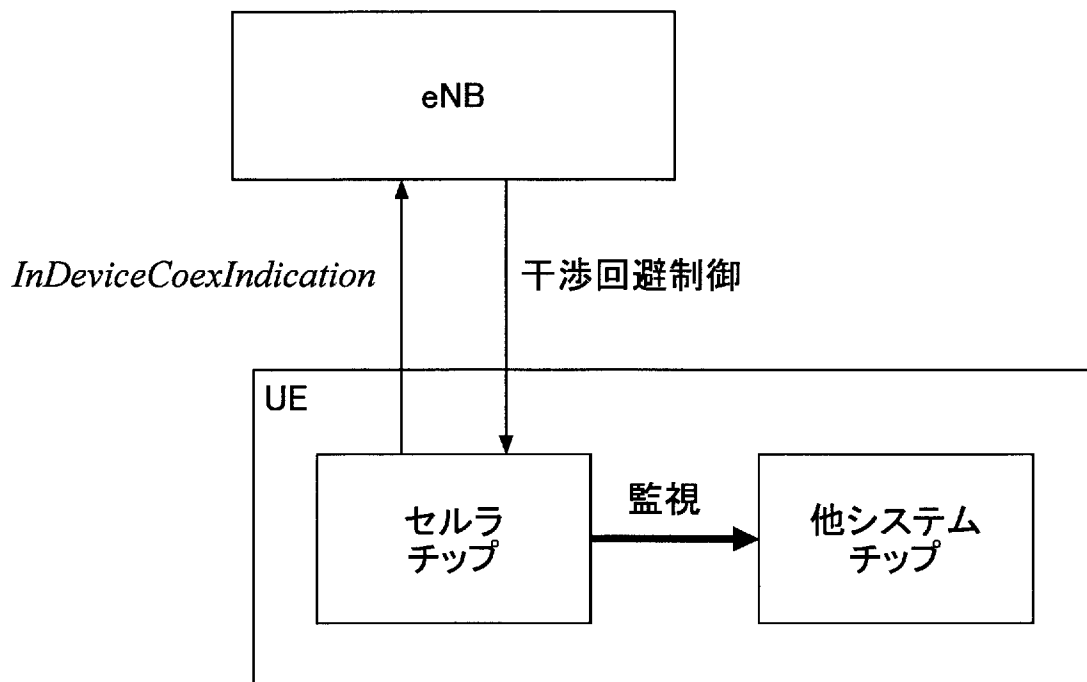 eNB
InDeviceCoexIndication
干渉回避制御
UE
セルラ
チップ
監視
他システム
チップ